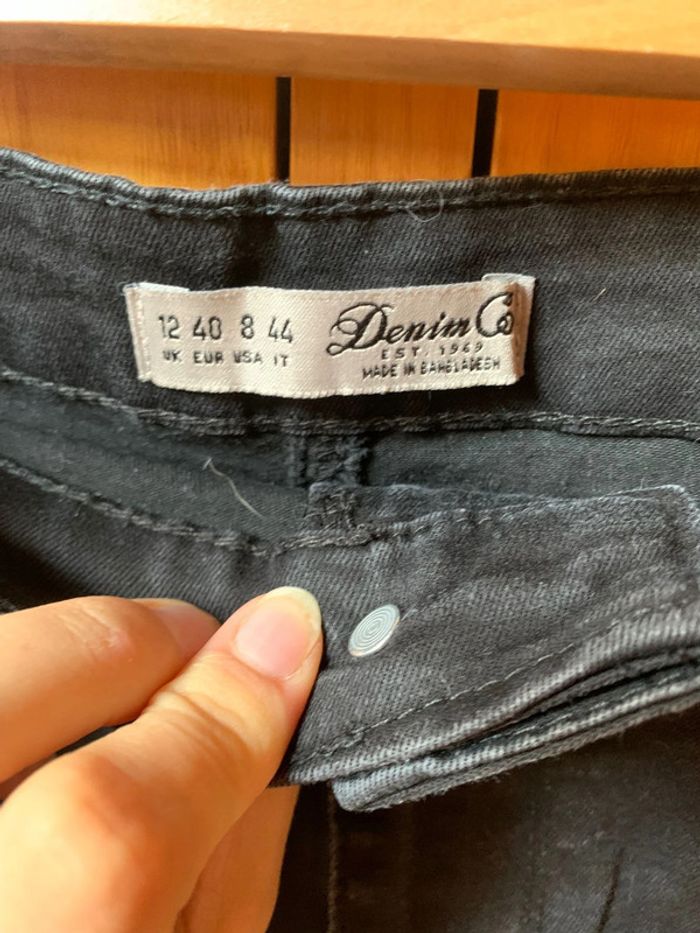 12 40 8 44
UK EUR USA IT
Denim Co
EST. 1969
MADE IN BANGLADESH